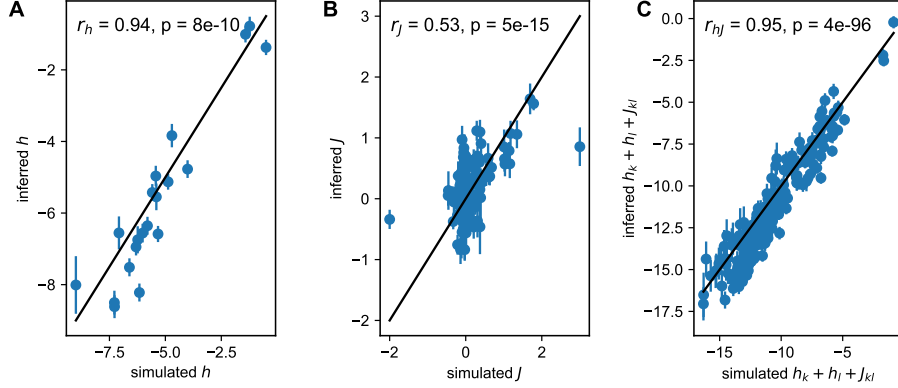 A
r_h = 0.94, p = 8e-10
−2
−4
−6
−8
inferred h
−7.5
−5.0
−2.5
simulated h
B
r_J = 0.53, p = 5e-15
3
2
1
0
−1
−2
inferred J
−2
0
2
simulated J
C
r_hJ = 0.95, p = 4e-96
0.0
−2.5
−5.0
−7.5
−10.0
−12.5
−15.0
−17.5
inferred h_k + h_l + J_kl
−15
−10
−5
simulated h_k + h_l + J_kl